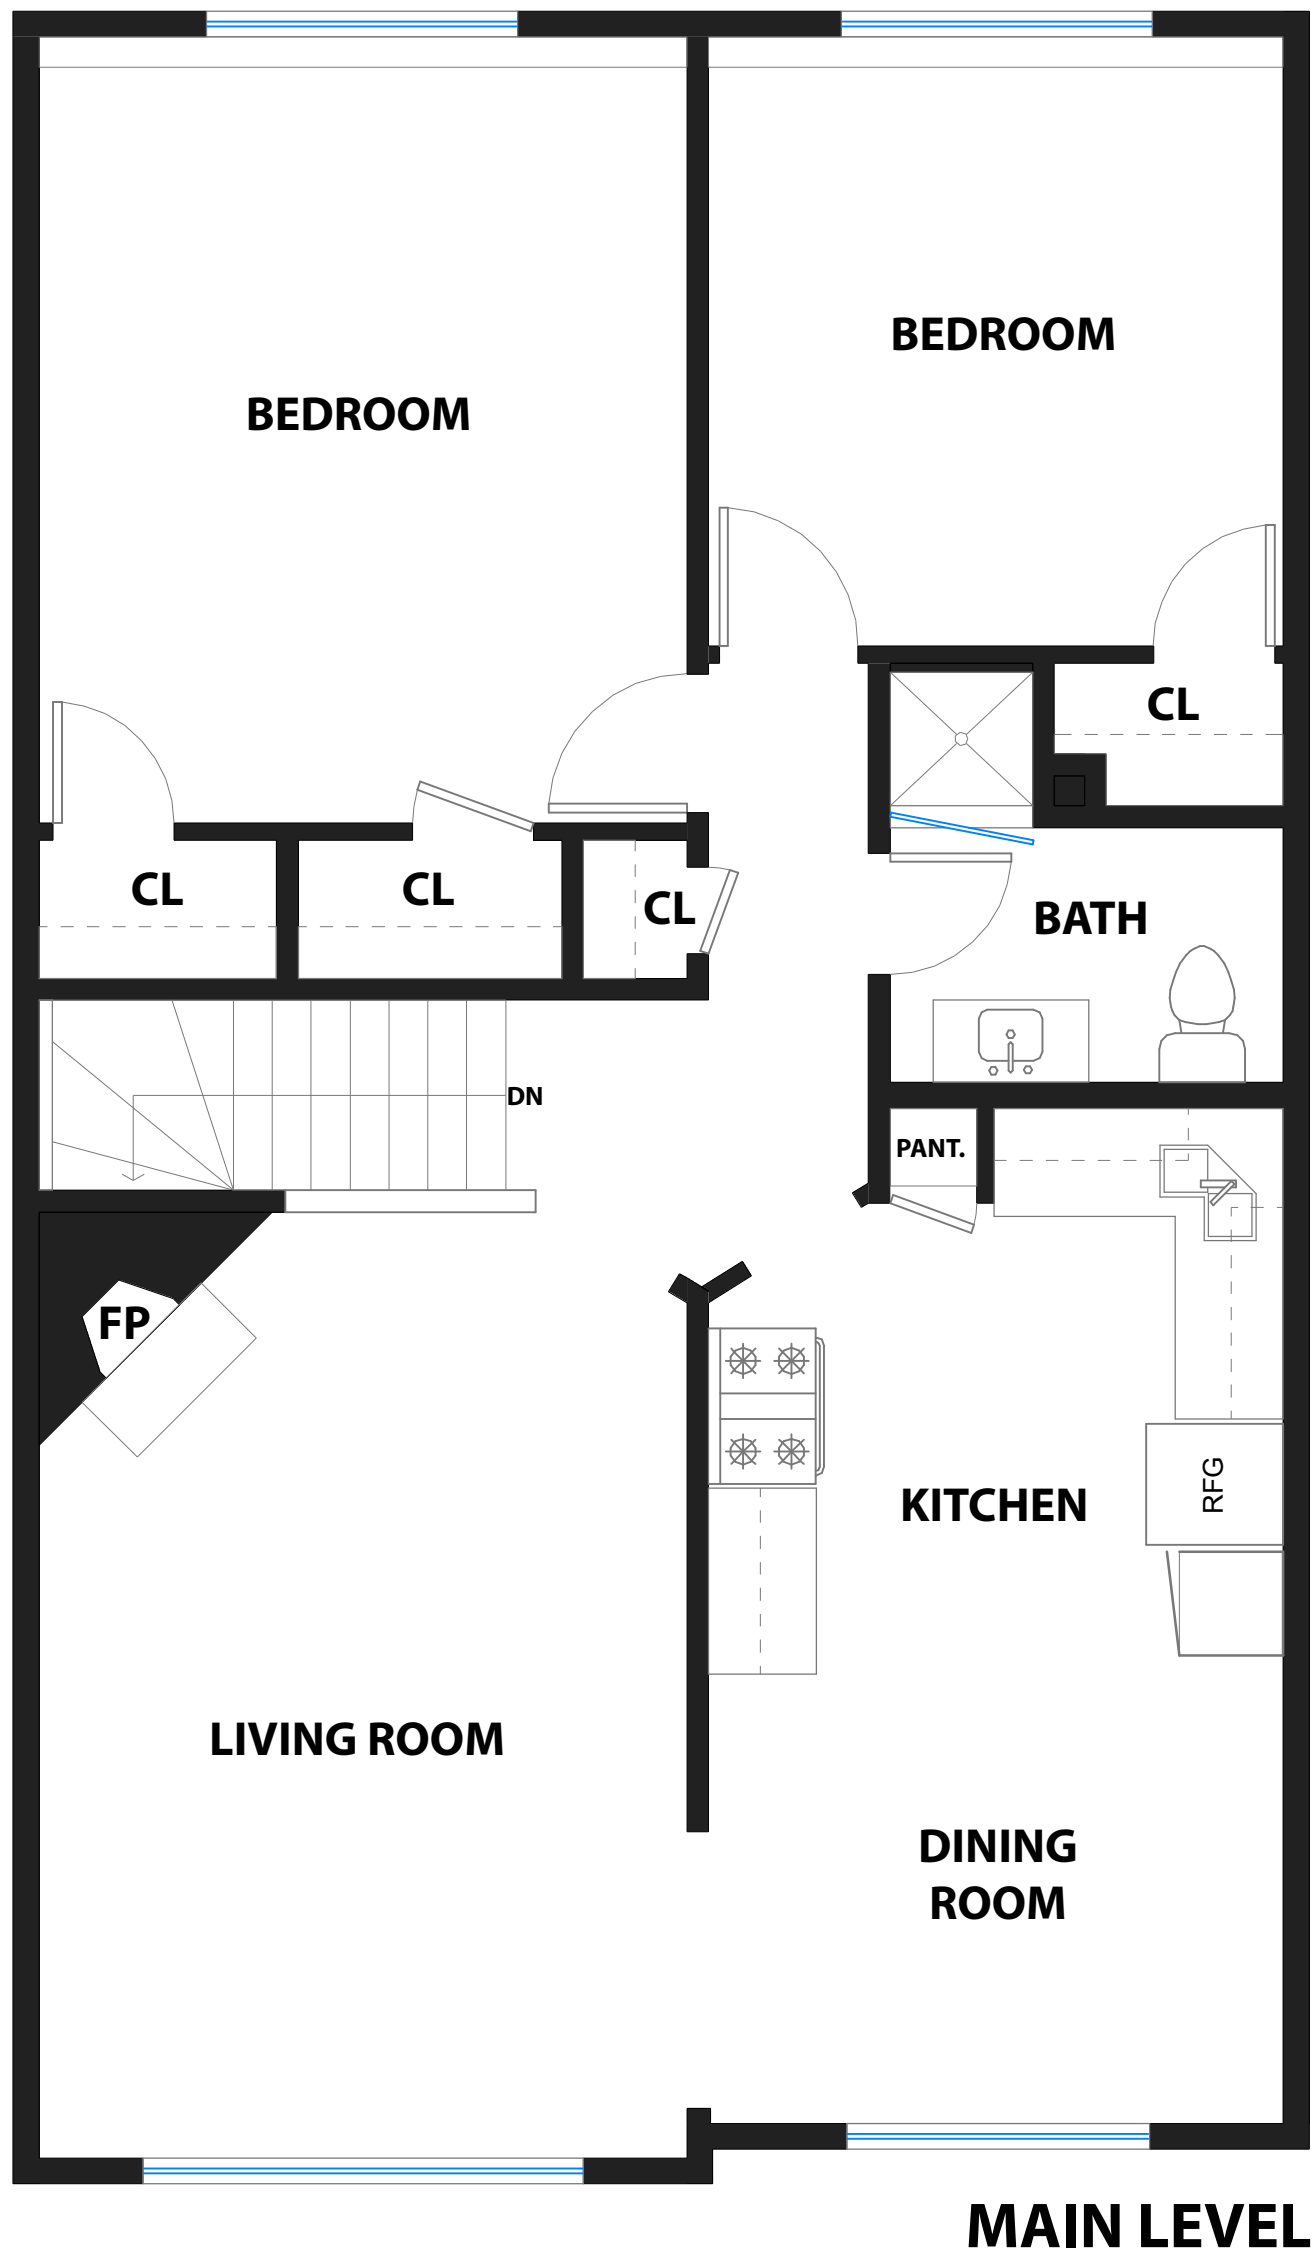 BEDROOM
BEDROOM
CL
CL
CL
CL
BATH
DN
PANT.
FP
RFG
KITCHEN
LIVING ROOM
DINING
ROOM
MAIN LEVEL